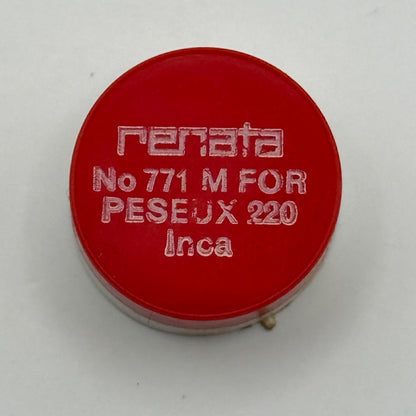 renata
No 771 M FOR
PESEUX 220
Inca